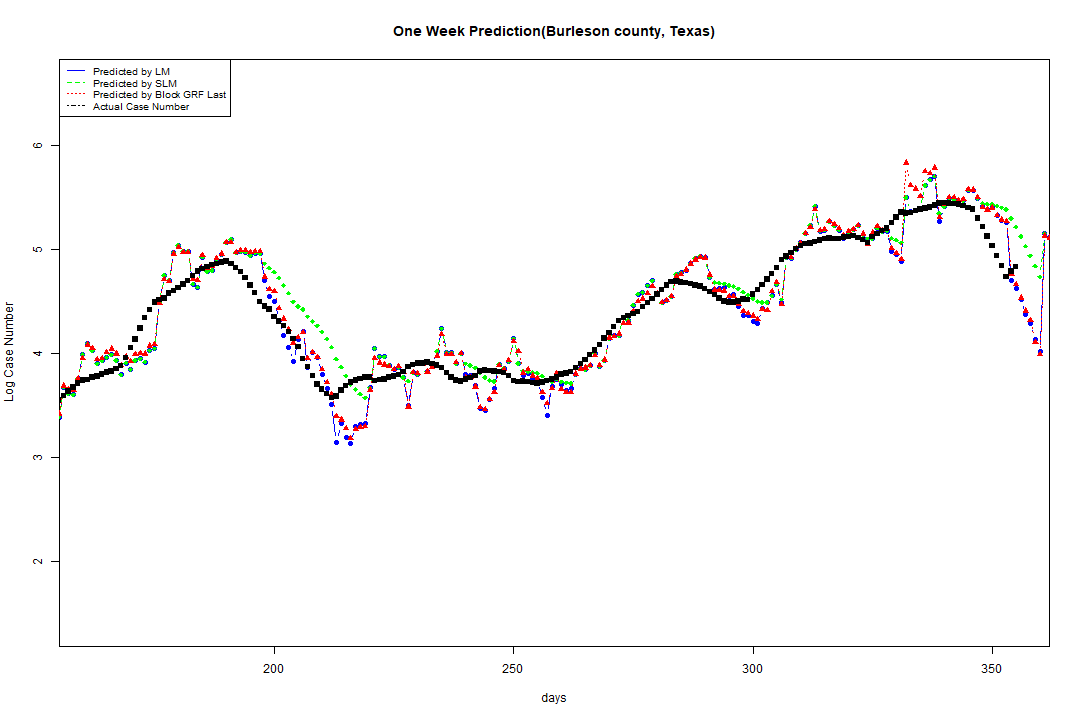 One Week Prediction(Burleson county, Texas)
Predicted by LM
Predicted by SLM
Predicted by Block GRF Last
Actual Case Number
6
5
4
3
2
Log Case Number
200
250
300
350
days